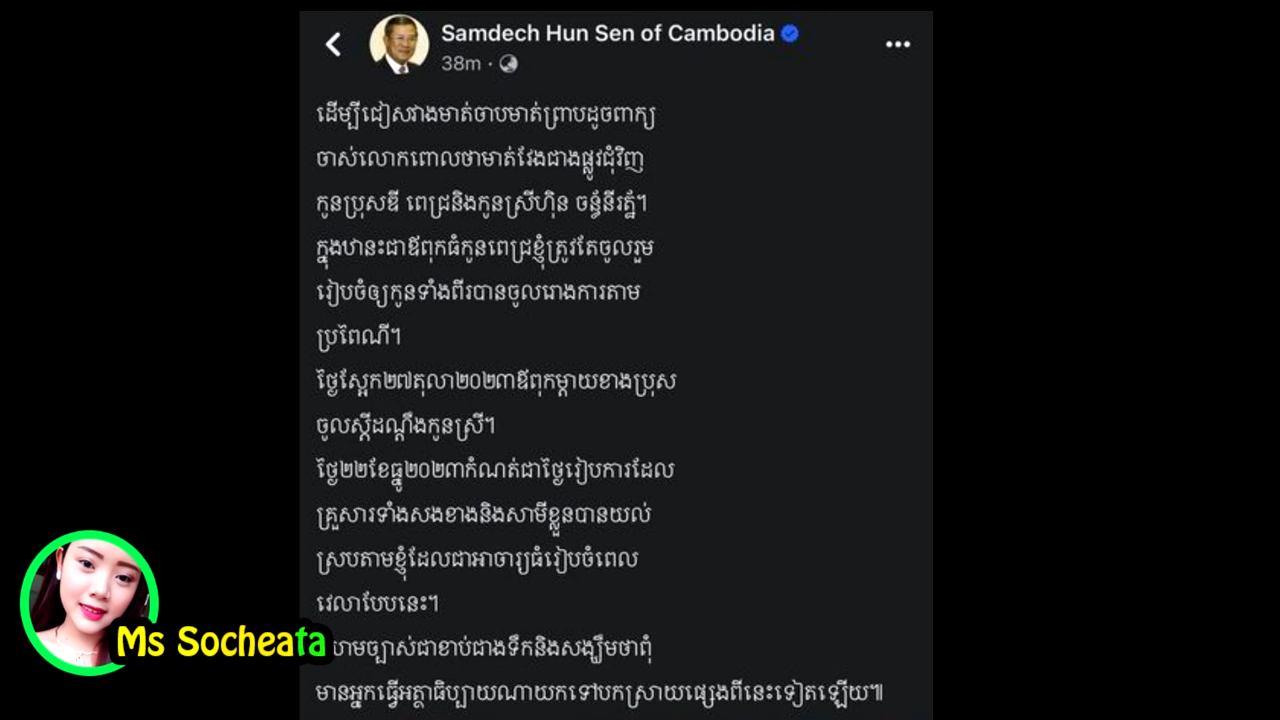 Samdech Hun Sen of Cambodia
38m
ដើម្បីជៀសវាងមាត់ចាបមាត់ព្រាបដូចពាក្យ
ចាស់លោកពោលថាមាត់វែងជាងផ្លូវជុំវិញ
កូនប្រុសឌី ពេជ្រនិងកូនស្រីហ៊ិន ចន្ធ័នីរត្ន័។
ក្នុងឋានះជាឪពុកធំកូនពេជ្រខ្ញុំត្រូវតែចូលរួម
រៀបចំឲ្យកូនទាំងពីរបានចូលរោងការតាម
ប្រពៃណី។
ថ្ងៃស្អែក២៧តុលា២០២៣ឪពុកម្តាយខាងប្រុស
ចូលស្តីដណ្តឹងកូនស្រី។
ថ្ងៃ២២ខែធ្នូ២០២៣កំណត់ជាថ្ងៃរៀបការដែល
គ្រួសារទាំងសងខាងនិងសាមីខ្លួនបានយល់
ស្របតាមខ្ញុំដែលជាអាចារ្យធំរៀបចំពេល
វេលាបែបនេះ។
ហាមច្បាស់ជាខាប់ជាងទឹកនិងសង្ឃឹមថាពុំ
មានអ្នកធ្វើអត្ថាធិប្បាយណាយកទៅបកស្រាយផ្សេងពីនេះទៀតឡើយ៕
Ms Socheata